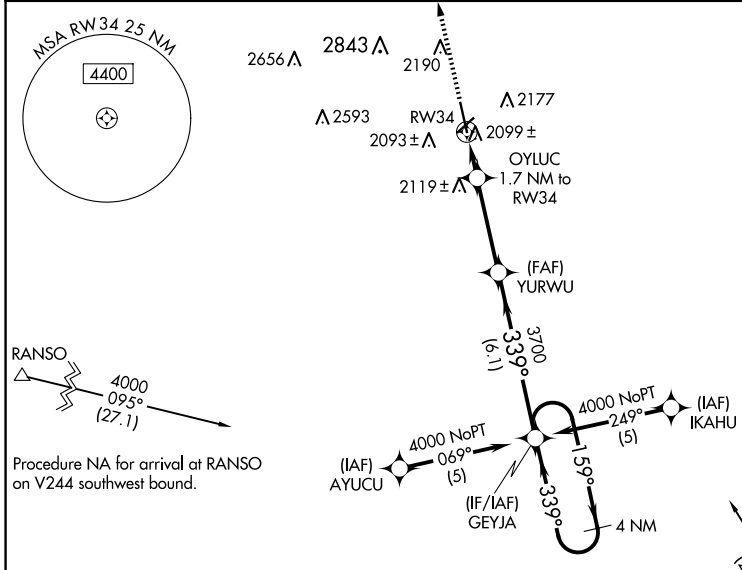 MSA RW34 25 NM
4400
2656
2843
2190
2593
RW34
2177
2093 ±
2099 ±
OYLUC
1.7 NM to
RW34
2119 ±
(FAF)
YURWU
3700
339°
(6.1)
RANSO
4000
095°
(27.1)
4000 NoPT
249°
(5)
(IAF)
IKAHU
4000 NoPT
069°
(5)
(IAF)
AYUCU
Procedure NA for arrival at RANSO
on V244 southwest bound.
(IF/IAF)
GEYJA
339°
159°
4 NM